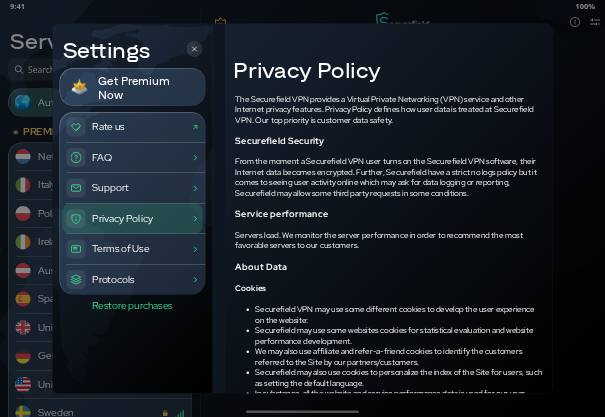 9:41
100%
Serv
Securefield
Settings
Get Premium
Now
Search
Aut
PREMI
Rate us
FAQ
Support
Privacy Policy
Terms of Use
Protocols
Restore purchases
Net
Italy
Pol
Irel
Aus
Spa
Uni
Ger
Uni
Sweden
Privacy Policy
The Securefield VPN provides a Virtual Private Networking (VPN) service and other
Internet privacy features. Privacy Policy defines how user data is treated at Securefield
VPN. Our top priority is customer data safety.
Securefield Security
From the moment a Securefield VPN user turns on the Securefield VPN software, their
Internet data becomes encrypted. Further, Securefield have a strict no logs policy but it
comes to seeing user activity online which may ask for data logging or reporting,
Securefield may allow some third party requests in some conditions.
Service performance
Servers load. We monitor the server performance in order to recommend the most
favorable servers to our customers.
About Data
Cookies
• Securefield VPN may use some different cookies to develop the user experience
on the website:
• Securefield may use some websites cookies for statistical evaluation and website
performance development.
• We may also use affiliate and refer-a-friend cookies to identify the customers
referred to the Site by our partners/customers.
• Securefield may also use cookies to personalize the index of the Site for users, such
as setting the default language.